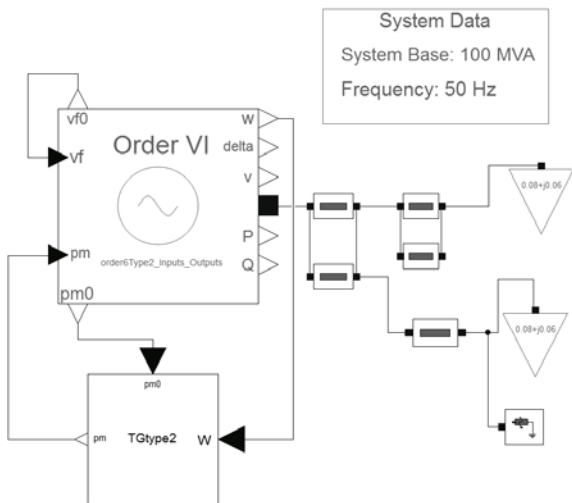 System Data
System Base: 100 MVA
Frequency: 50 Hz
vf0
w
Order VI
delta
vf
v
pm
P
order6Type2_Inputs_Outputs
Q
pm0
0.08+j0.06
0.08+j0.06
pm0
pm
TGtype2
w